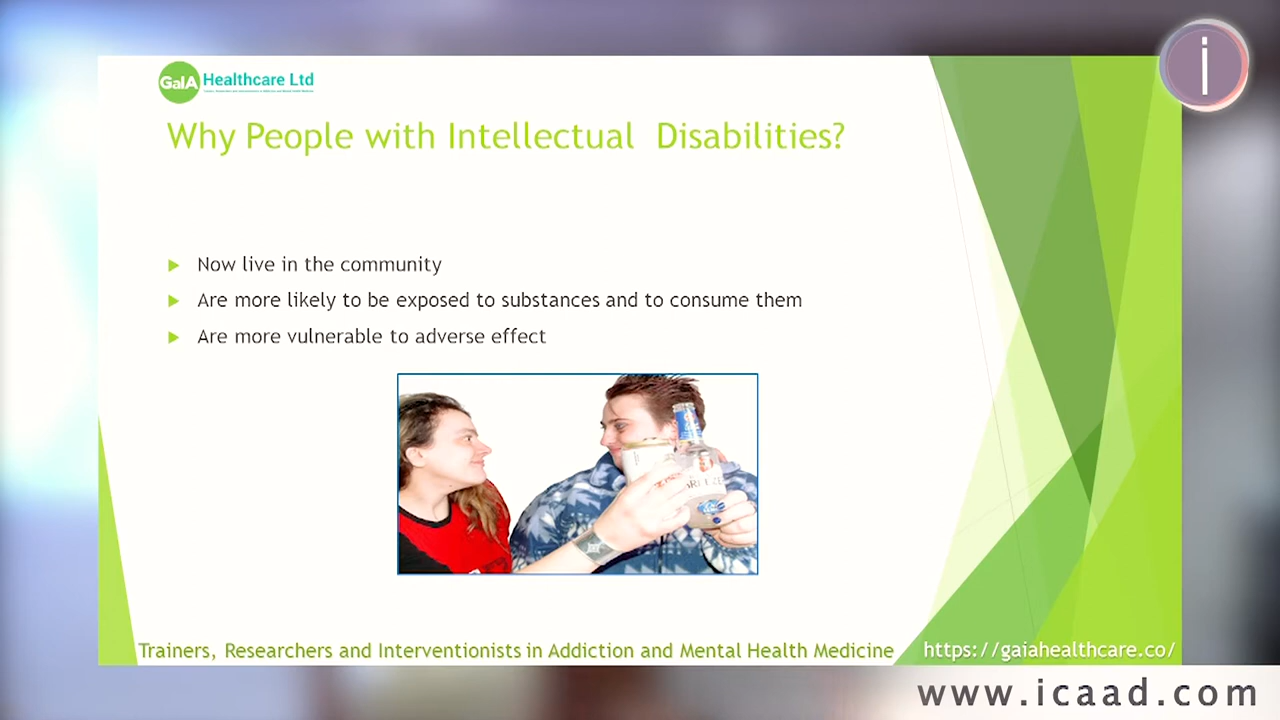 GaIA Healthcare Ltd
Why People with Intellectual Disabilities?
Now live in the community
Are more likely to be exposed to substances and to consume them
Are more vulnerable to adverse effect
Trainers, Researchers and Interventionists in Addiction and Mental Health Medicine
https://gaiahealthcare.co/
i
www.icaad.com